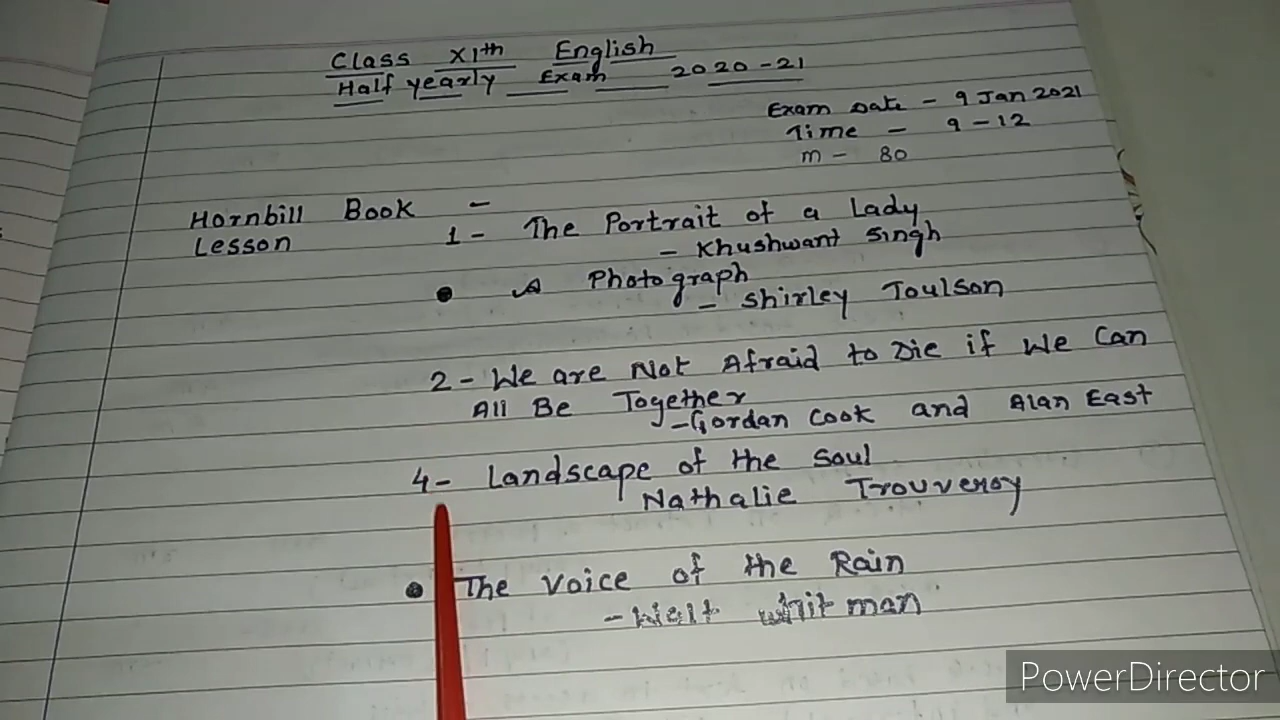 Class XIth English
Half yearly Exam 2020-21
Exam Date - 9 Jan 2021
Time - 9-12
m - 80
Hornbill Book -
Lesson 1- The Portrait of a Lady
- Khushwant Singh
• A Photograph
- Shirley Toulson
2- We are Not Afraid to Die if We Can
All Be Together
- Gordan Cook and Alan East
4- Landscape of the Soul
Nathalie Trouveroy
• The Voice of the Rain
- Walt Whitman
PowerDirector